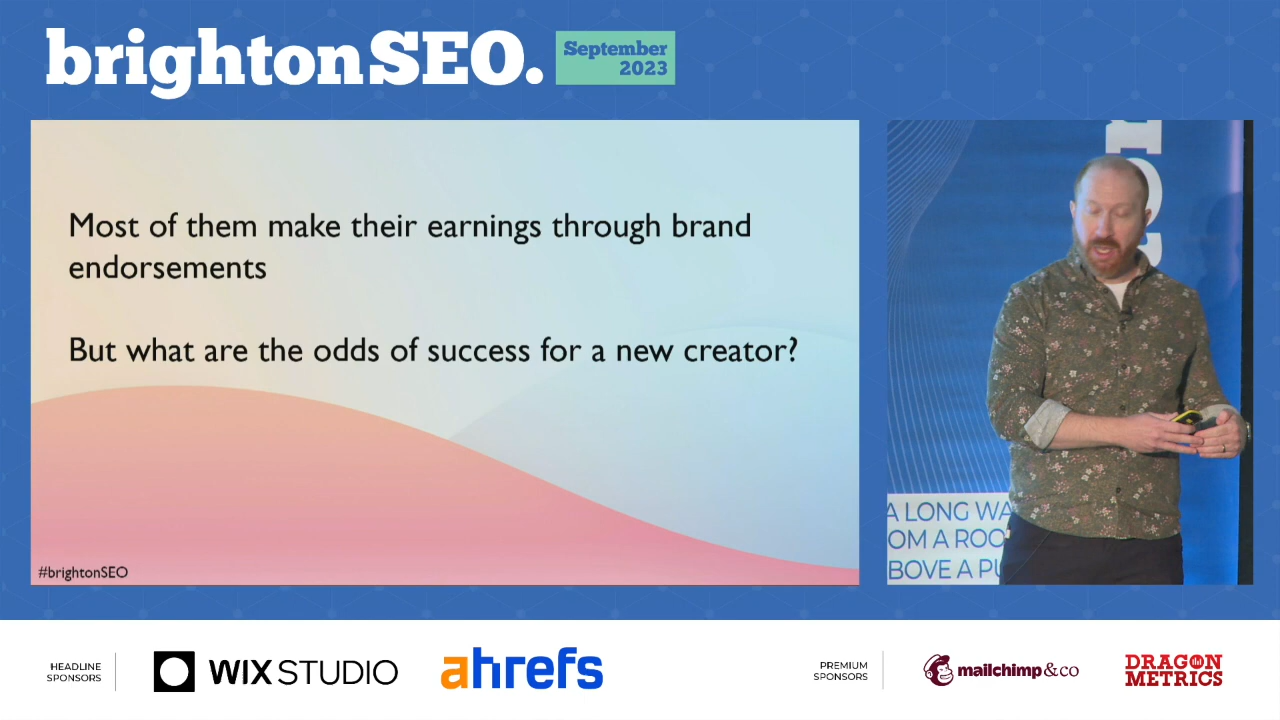 brightonSEO.
September
2023
Most of them make their earnings through brand
endorsements
But what are the odds of success for a new creator?
#brightonSEO
A LONG WA
OM A ROO
BOVE A PU
HEADLINE
SPONSORS
WIX STUDIO
ahrefs
PREMIUM
SPONSORS
mailchimp&co
DRAGON
METRICS